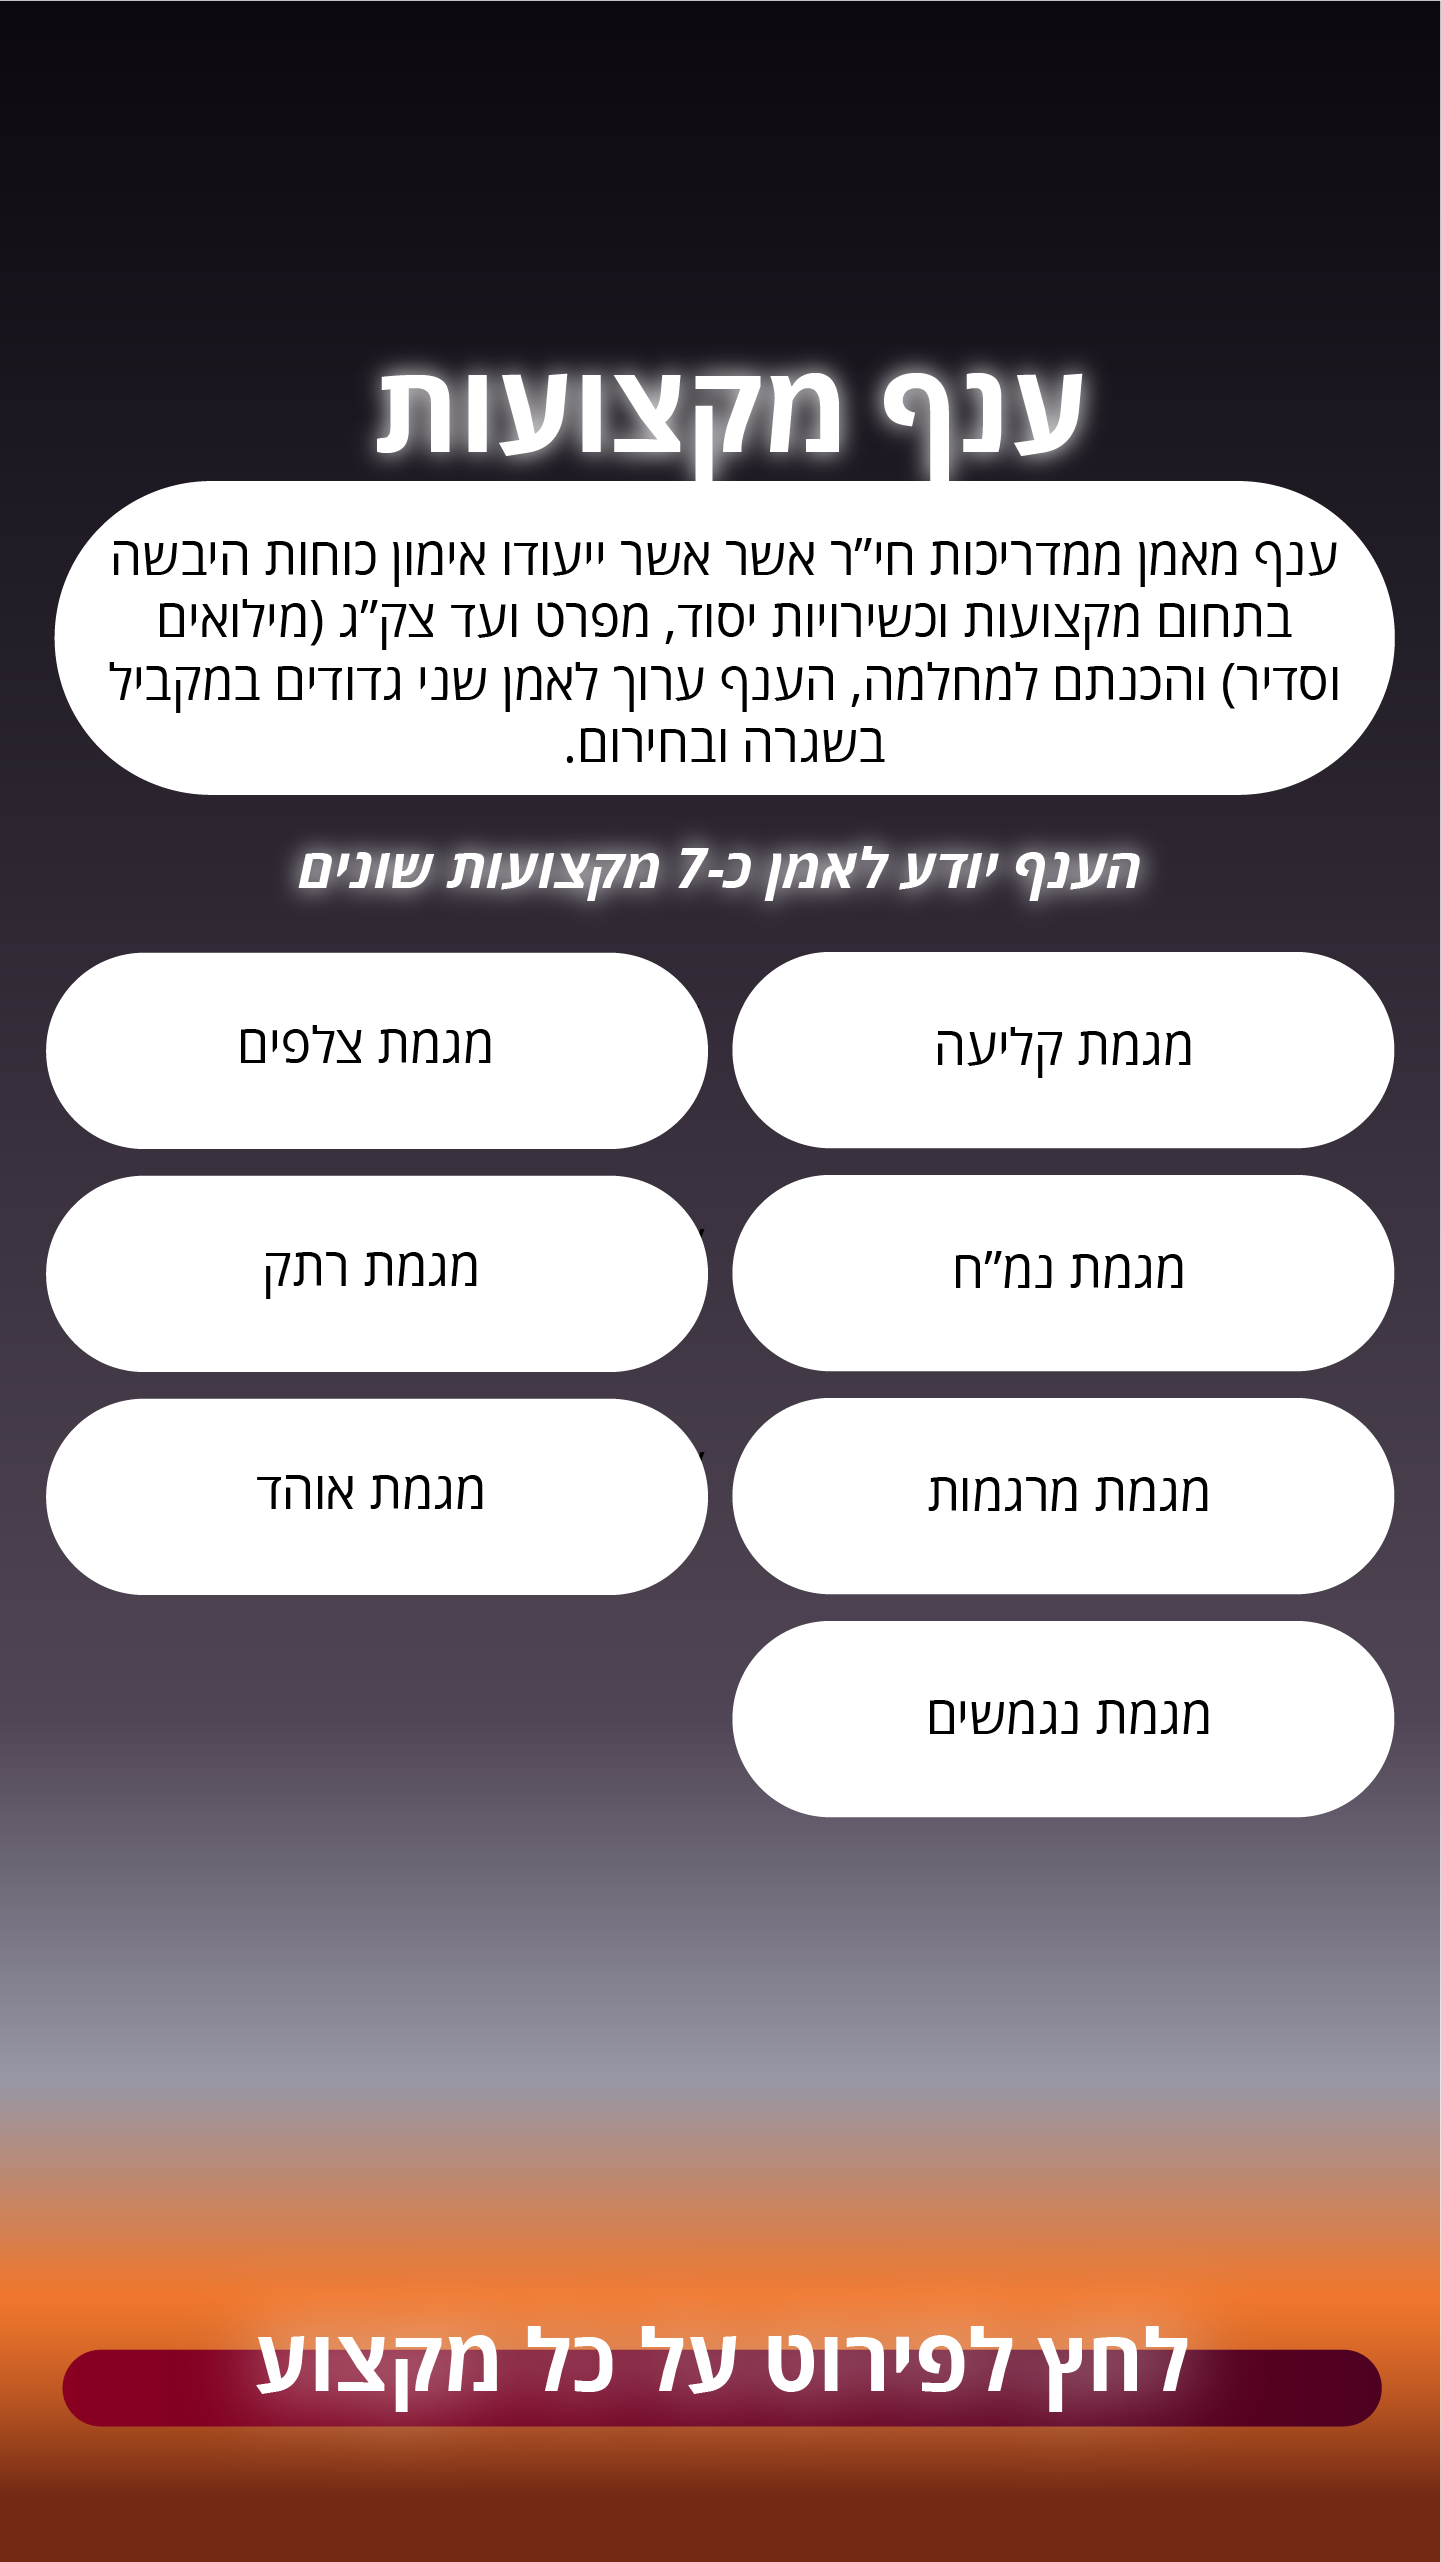 ענף מקצועות
ענף מאמן ממדריכות חי״ר אשר אשר ייעודו אימון כוחות היבשה
בתחום מקצועות וכשירויות יסוד, מפרט ועד צק״ג (מילואים
וסדיר) והכנתם למחלמה, הענף ערוך לאמן שני גדודים במקביל
בשגרה ובחירום.
הענף יודע לאמן כ-7 מקצועות שונים
מגמת קליעה
מגמת צלפים
מגמת נמ״ח
מגמת רתק
מגמת מרגמות
מגמת אוהד
מגמת נגמשים
לחץ לפירוט על כל מקצוע